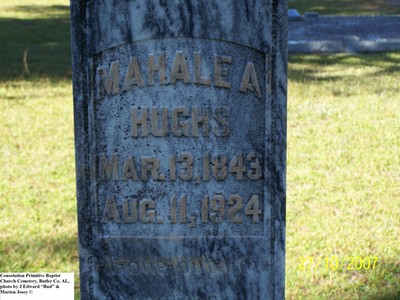 MAHALE A
HUGHS
MAR. 13, 1843
AUG. 11, 1924
Consolation Primitive Baptist
Church Cemetery, Butler Co. AL,
photo by J Edward "Bud" &
Marion Josey ©
2007